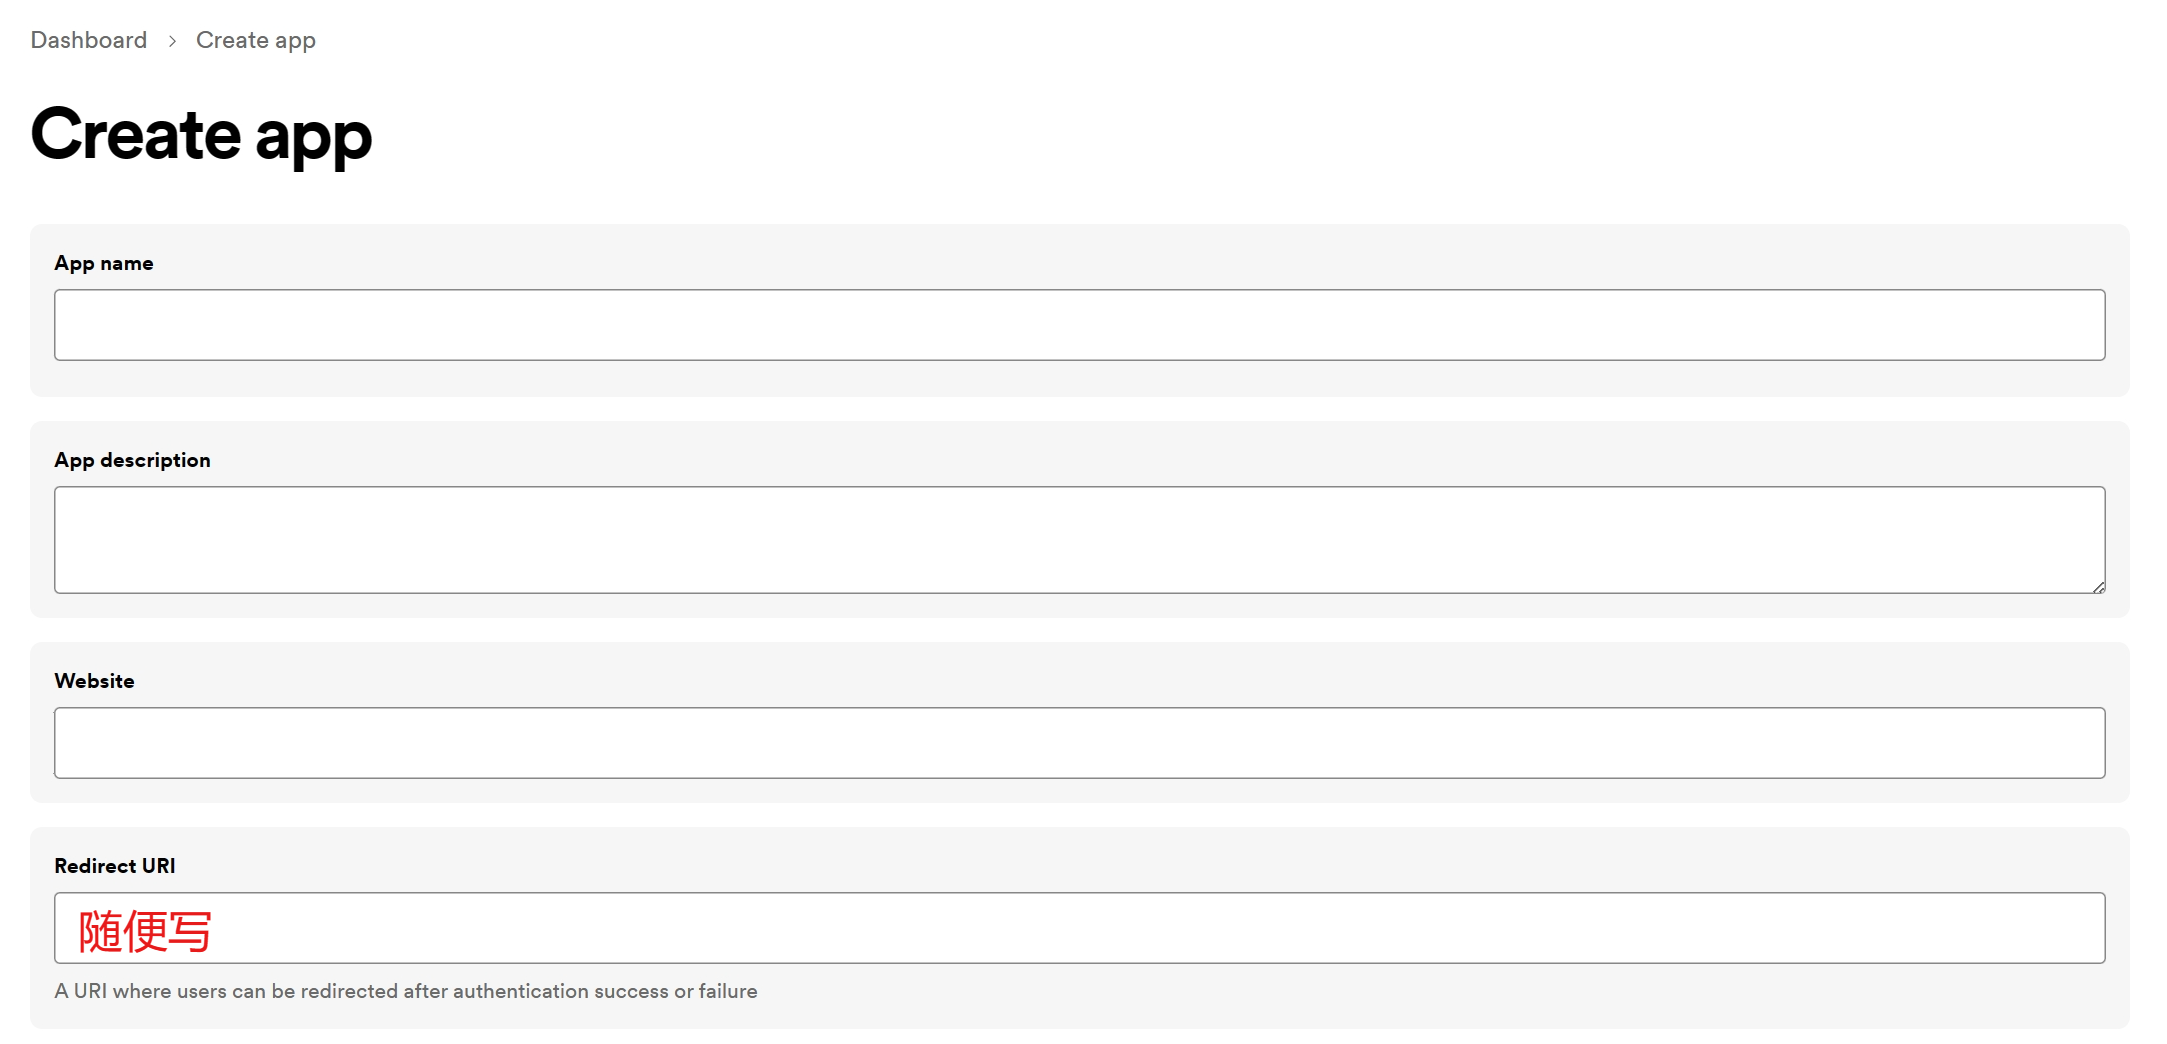 Dashboard > Create app
Create app
App name
App description
Website
Redirect URI
随便写
A URI where users can be redirected after authentication success or failure